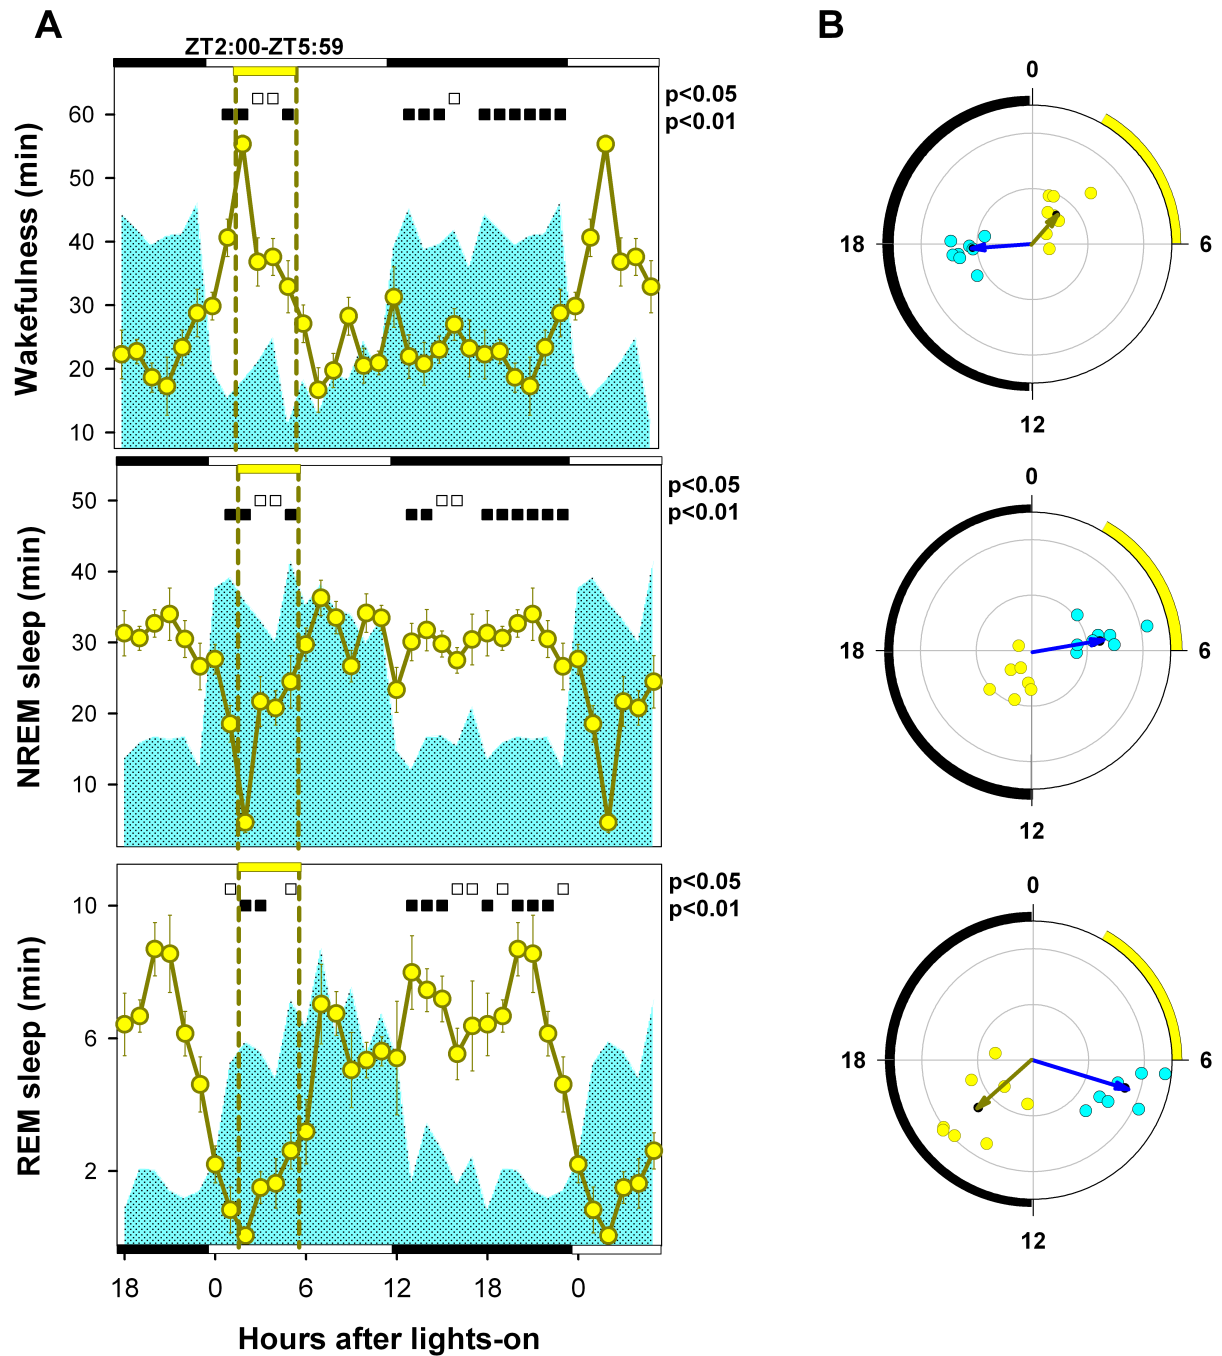 A
B
ZT2:00-ZT5:59
Wakefulness (min)
60
50
40
30
20
10
p<0.05
p<0.01
0
18
6
12
NREM sleep (min)
50
40
30
20
10
p<0.05
p<0.01
0
18
6
12
REM sleep (min)
10
6
2
p<0.05
p<0.01
0
18
6
12
18 0 6 12 18 0
Hours after lights-on